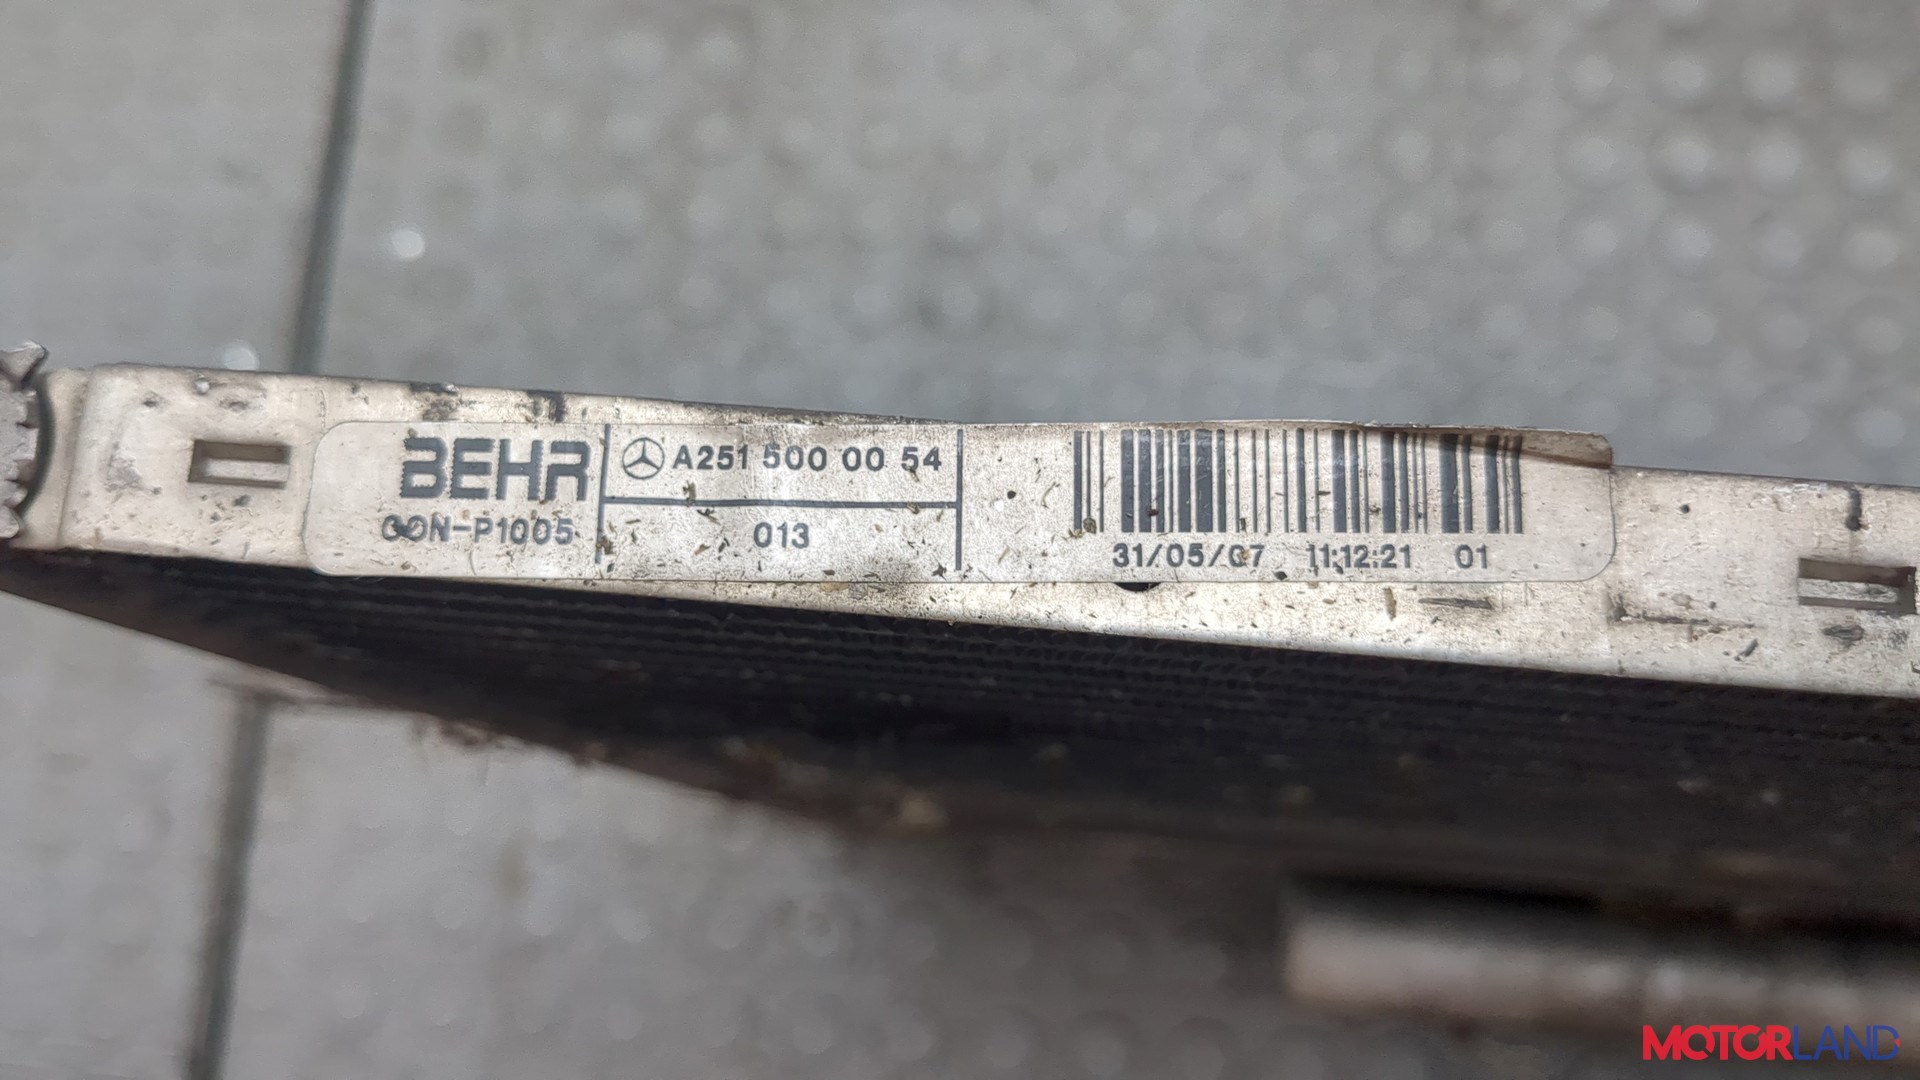 BEHR
CON-P1005
A251 500 00 54
013
31/05/07 11:12:21 01
MOTORLAND